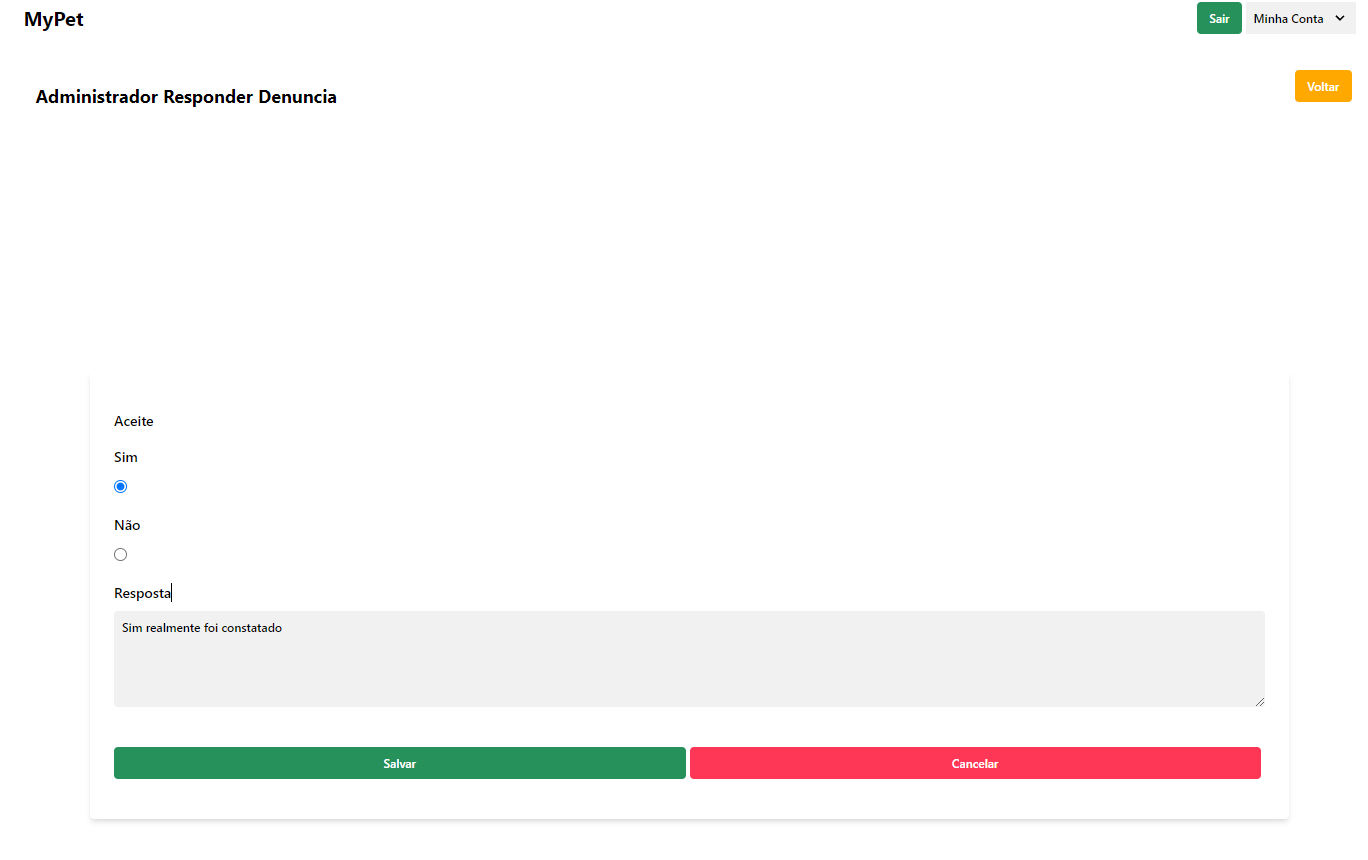 MyPet
Sair
Minha Conta
Administrador Responder Denuncia
Voltar
Aceite
Sim
Não
Resposta
Sim realmente foi constatado
Salvar
Cancelar